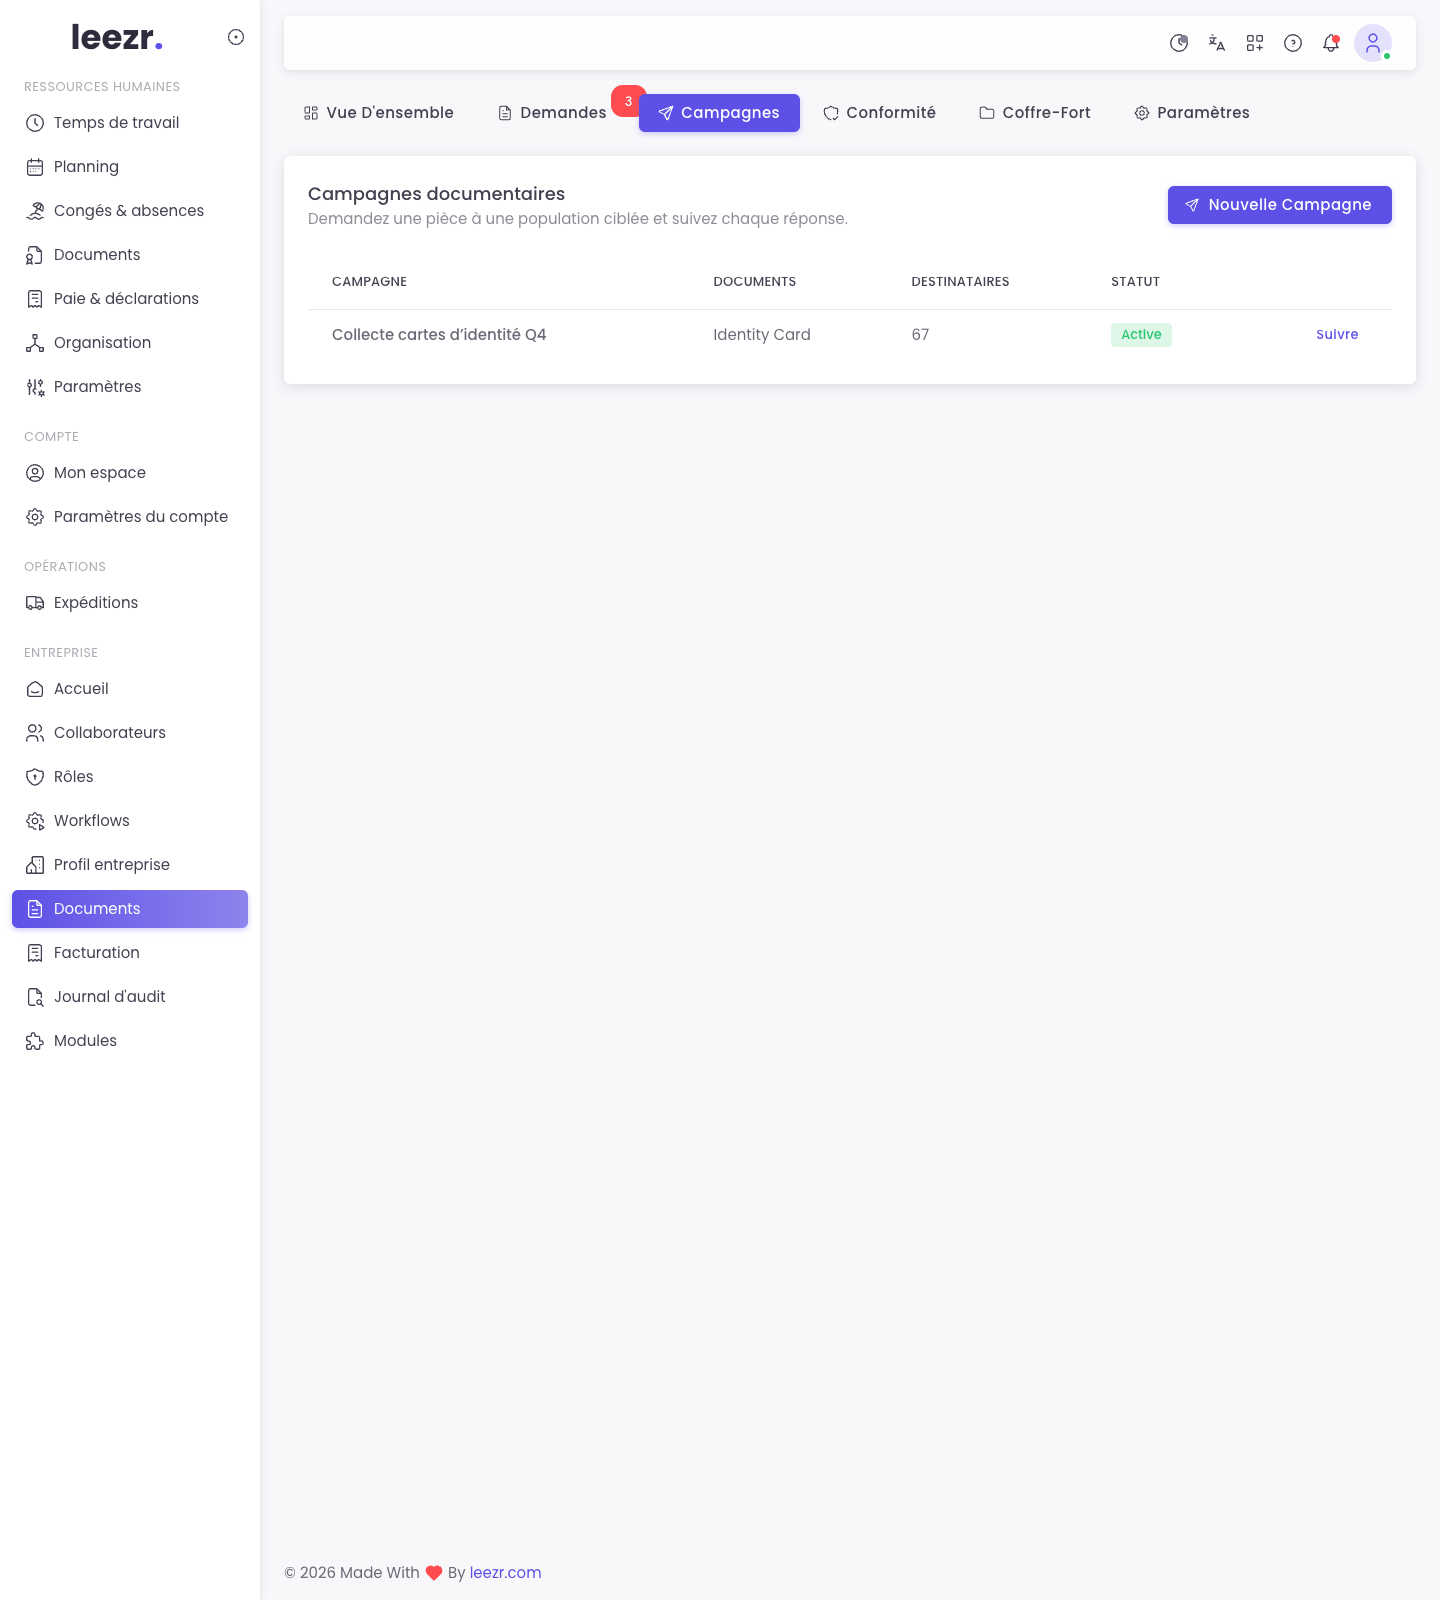 leezr.
RESSOURCES HUMAINES
Temps de travail
Planning
Congés & absences
Documents
Paie & déclarations
Organisation
Paramètres
COMPTE
Mon espace
Paramètres du compte
OPÉRATIONS
Expéditions
ENTREPRISE
Accueil
Collaborateurs
Rôles
Workflows
Profil entreprise
Documents
Facturation
Journal d'audit
Modules
Vue D'ensemble
Demandes 3
Campagnes
Conformité
Coffre-Fort
Paramètres
Campagnes documentaires
Demandez une pièce à une population ciblée et suivez chaque réponse.
Nouvelle Campagne
CAMPAGNE DOCUMENTS DESTINATAIRES STATUT
Collecte cartes d’identité Q4 Identity Card 67 Active Suivre
© 2026 Made With By leezr.com